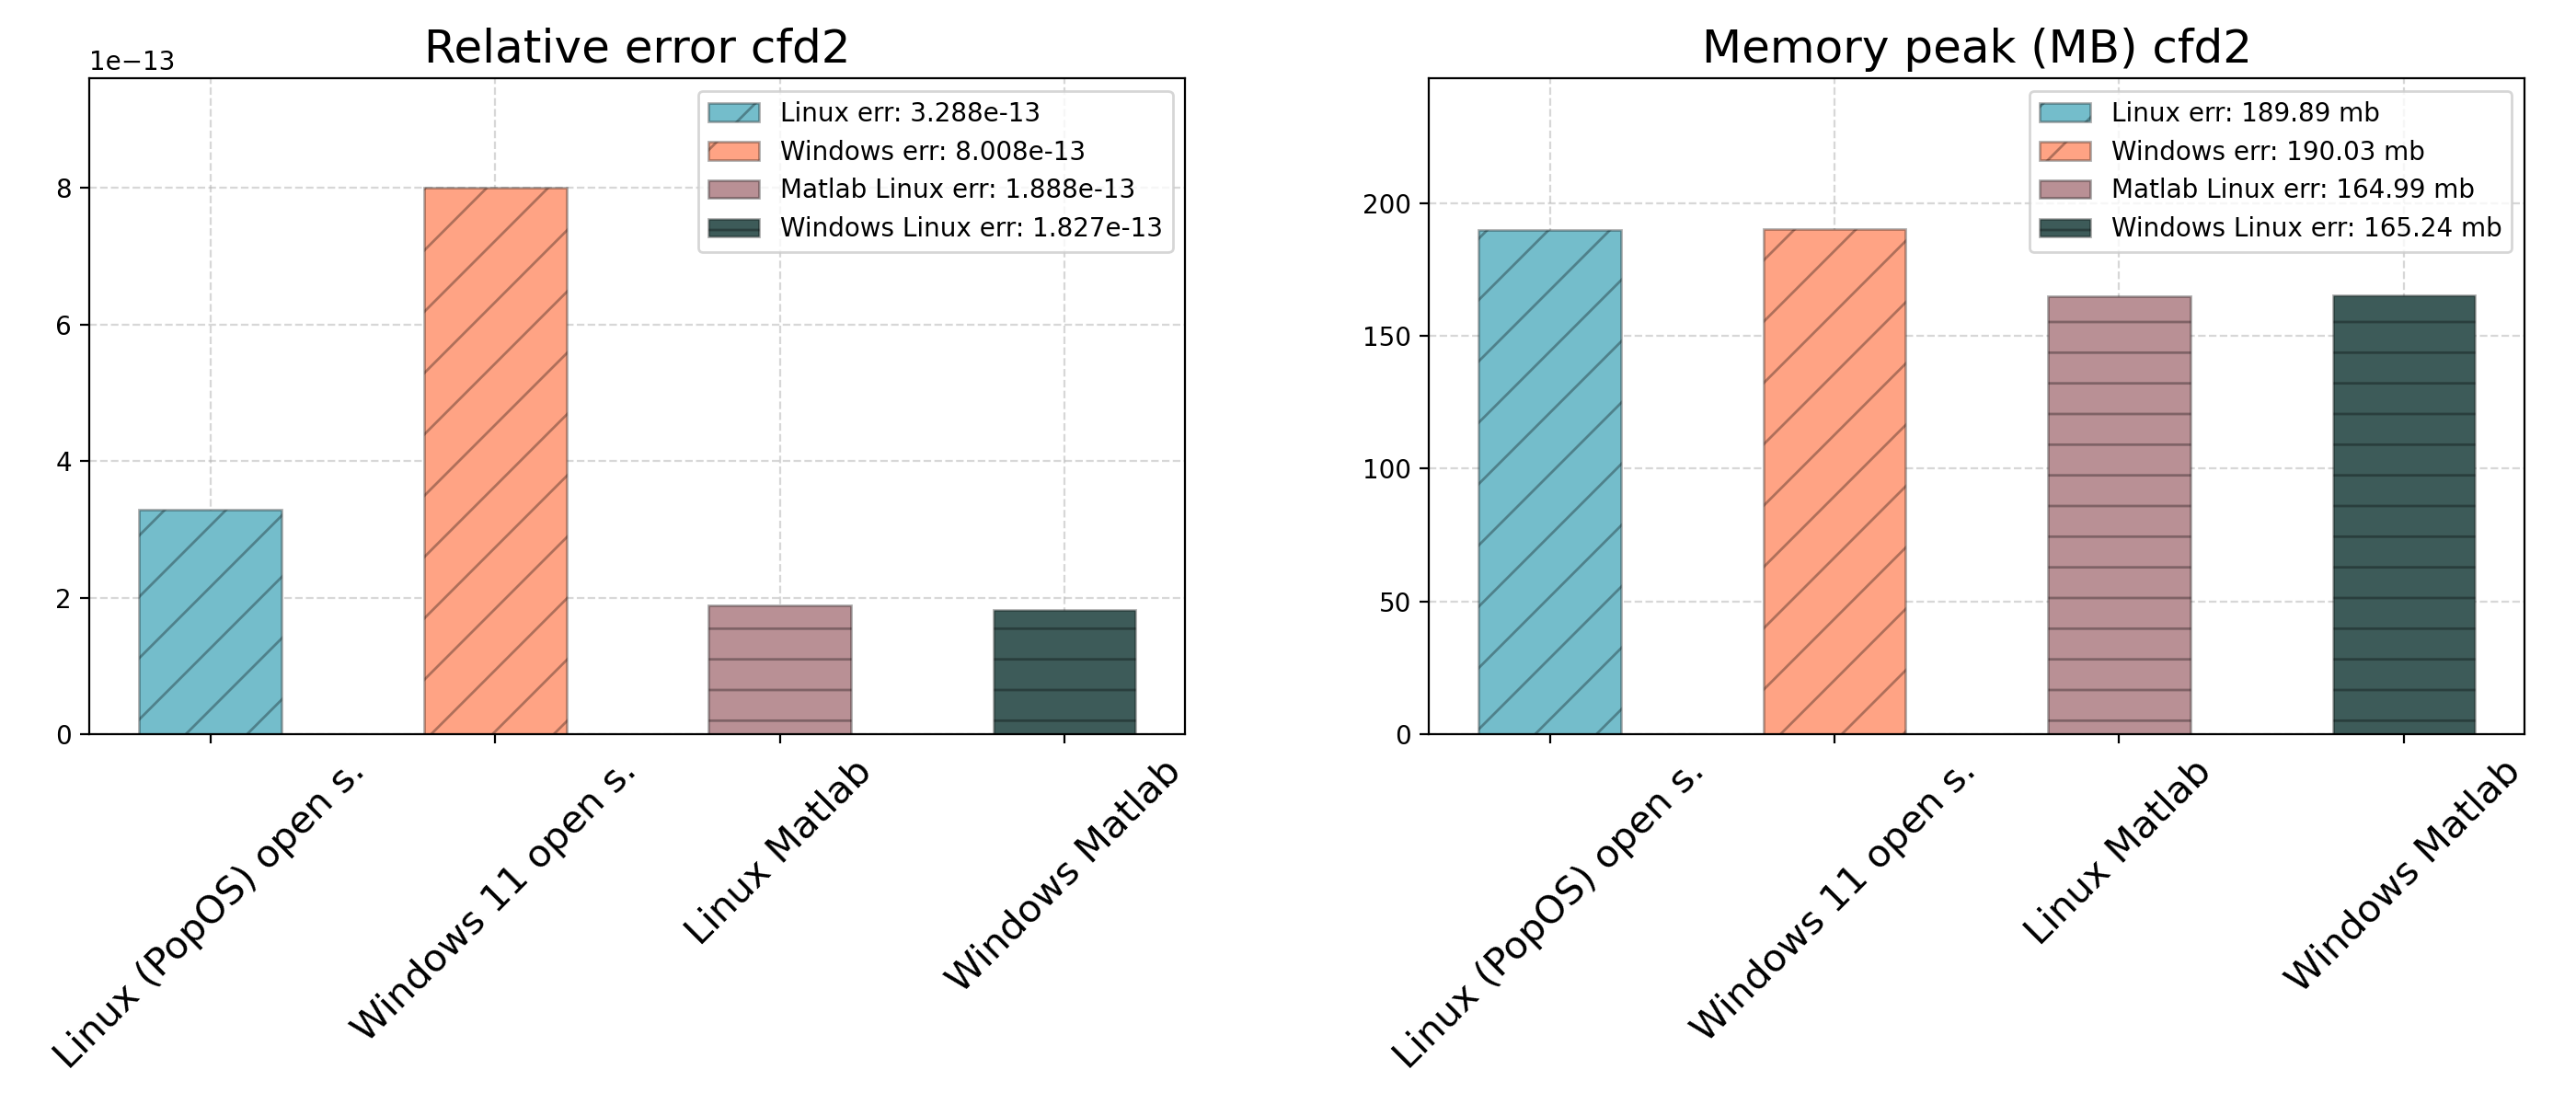 Relative error cfd2
1e−13
Linux err: 3.288e-13
Windows err: 8.008e-13
Matlab Linux err: 1.888e-13
Windows Linux err: 1.827e-13
8
6
4
2
0
Linux (PopOS) open s.
Windows 11 open s.
Linux Matlab
Windows Matlab
Memory peak (MB) cfd2
Linux err: 189.89 mb
Windows err: 190.03 mb
Matlab Linux err: 164.99 mb
Windows Linux err: 165.24 mb
200
150
100
50
0
Linux (PopOS) open s.
Windows 11 open s.
Linux Matlab
Windows Matlab